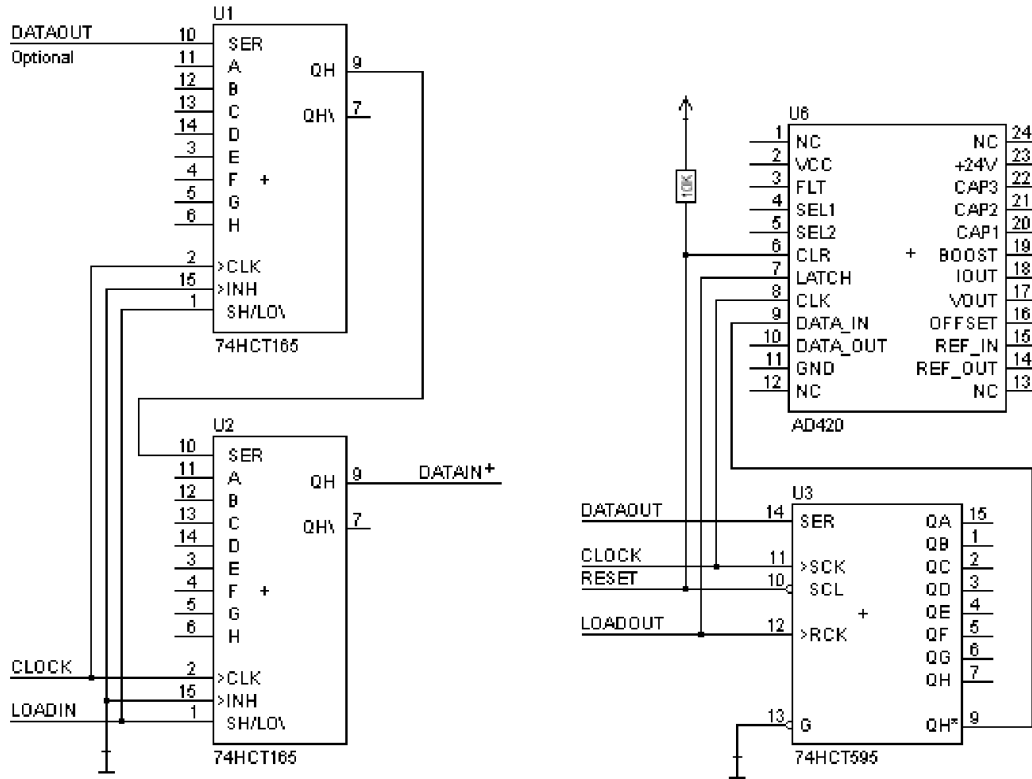 U1
DATAOUT 10 SER
Optional
11 A
12 B
13 C
14 D
3 E
4 F +
5 G
6 H
2 >CLK
15 >INH
1 SH/LO\
QH 9
QH\ 7
74HCT165
U2
10 SER
11 A
12 B
13 C
14 D
3 E
4 F +
5 G
6 H
CLOCK 2 >CLK
15 >INH
LOADIN 1 SH/LO\
QH 9 DATAIN+
QH\ 7
74HCT165
10K
U6
1 NC
2 VCC
3 FLT
4 SEL1
5 SEL2
6 CLR
7 LATCH
8 CLK
9 DATA_IN
10 DATA_OUT
11 GND
12 NC
+
NC 24
+24V 23
CAP3 22
CAP2 21
CAP1 20
BOOST 19
IOUT 18
VOUT 17
OFFSET 16
REF_IN 15
REF_OUT 14
NC 13
AD420
U3
DATAOUT 14 SER
CLOCK 11 >SCK
RESET 10 SCL
LOADOUT 12 >RCK
13 G
+
QA 15
QB 1
QC 2
QD 3
QE 4
QF 5
QG 6
QH 7
QH* 9
74HCT595